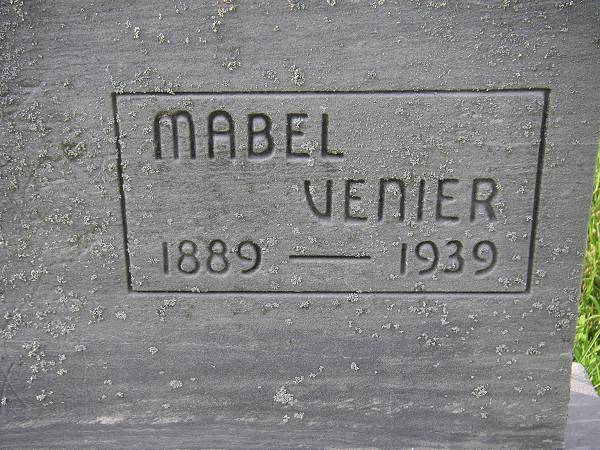 MABEL
VENIER
1889 — 1939